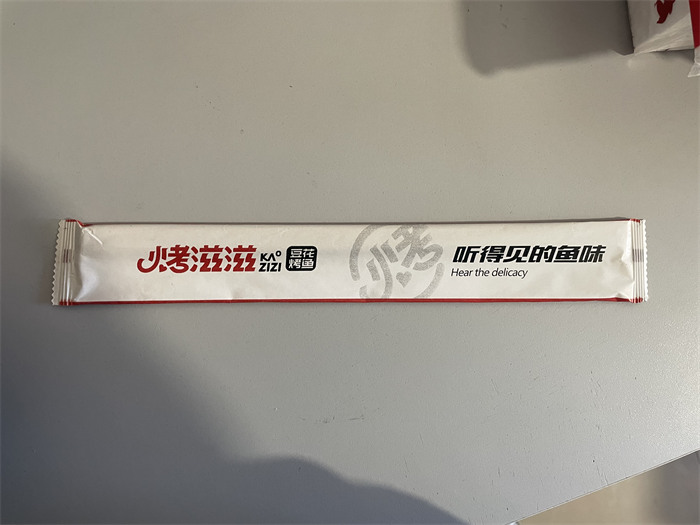 烤滋滋
KAO
ZIZI
豆花
烤鱼
烤
听得见的鱼味
Hear the delicacy